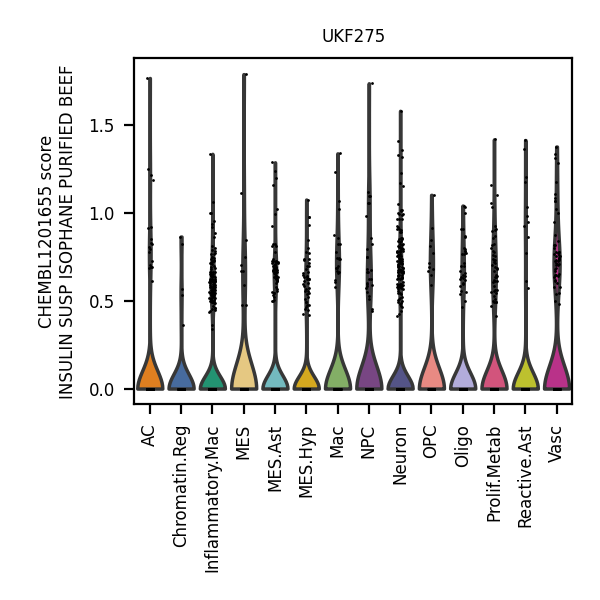 UKF275
CHEMBL1201655 score
INSULIN SUSP ISOPHANE PURIFIED BEEF
1.5
1.0
0.5
0.0
AC
Chromatin.Reg
Inflammatory.Mac
MES
MES.Ast
MES.Hyp
Mac
NPC
Neuron
OPC
Oligo
Prolif.Metab
Reactive.Ast
Vasc